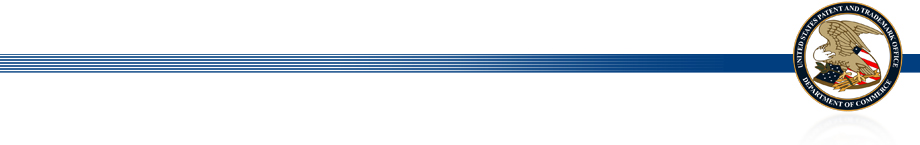 UNITED STATES PATENT AND TRADEMARK OFFICE
DEPARTMENT OF COMMERCE